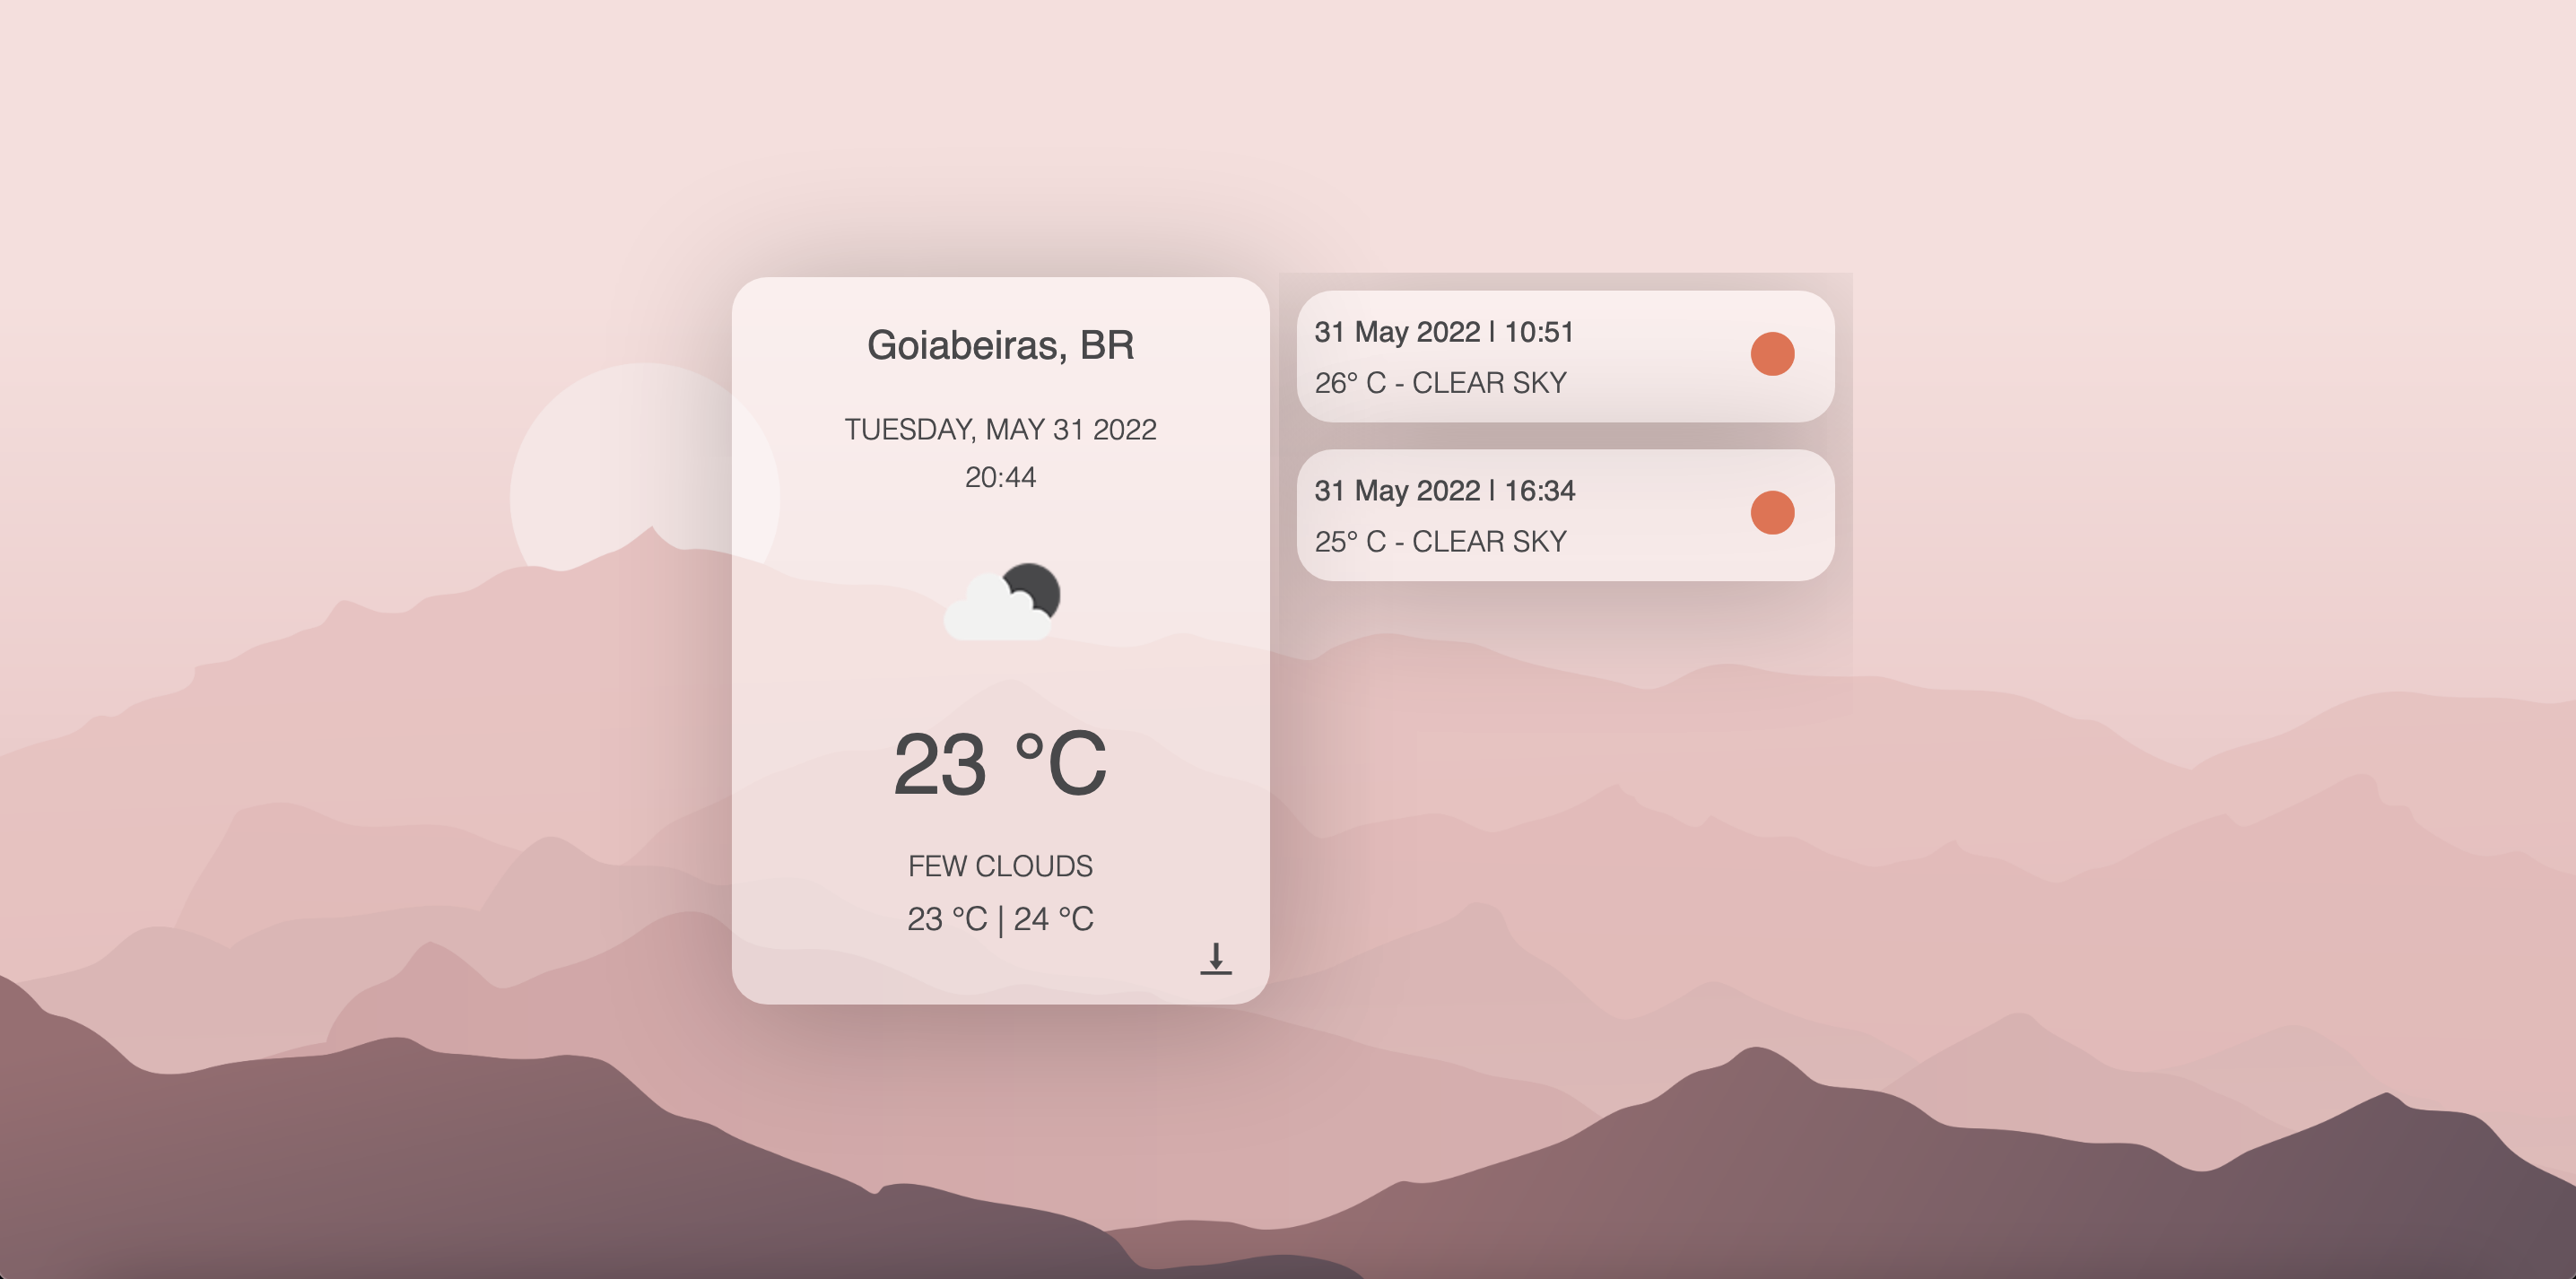 Goiabeiras, BR
TUESDAY, MAY 31 2022
20:44
23 °C
FEW CLOUDS
23 °C | 24 °C
31 May 2022 | 10:51
26° C - CLEAR SKY
31 May 2022 | 16:34
25° C - CLEAR SKY